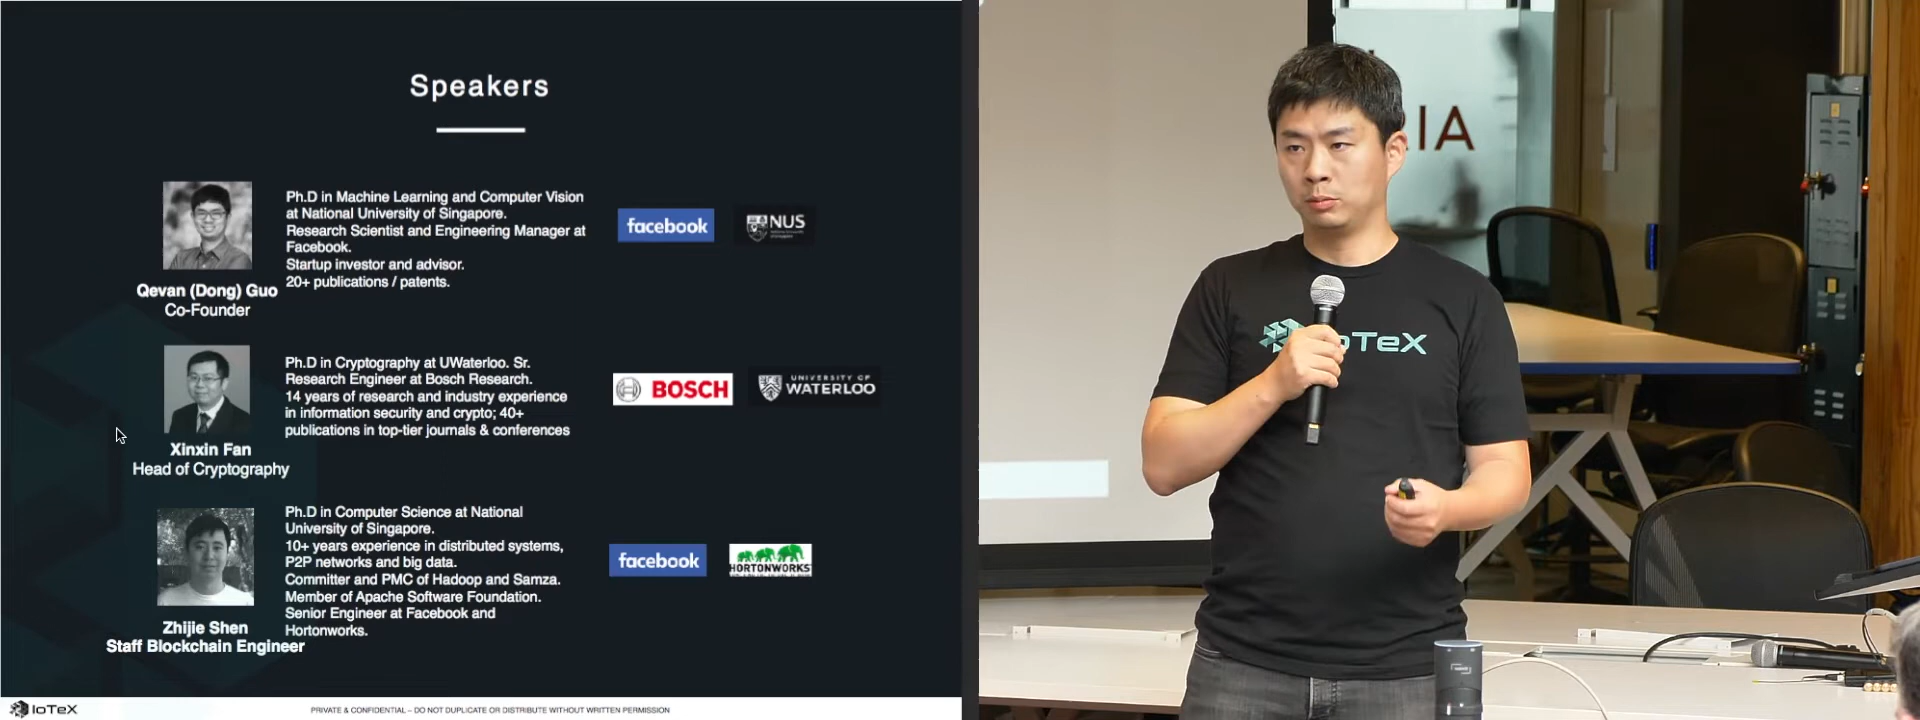 Speakers
Ph.D in Machine Learning and Computer Vision
at National University of Singapore.
Research Scientist and Engineering Manager at
Facebook.
Startup investor and advisor.
20+ publications / patents.
facebook
NUS
Qevan (Dong) Guo
Co-Founder
Ph.D in Cryptography at UWaterloo. Sr.
Research Engineer at Bosch Research.
14 years of research and industry experience
in information security and crypto; 40+
publications in top-tier journals & conferences
BOSCH
UNIVERSITY OF
WATERLOO
Xinxin Fan
Head of Cryptography
Ph.D in Computer Science at National
University of Singapore.
10+ years experience in distributed systems,
P2P networks and big data.
Committer and PMC of Hadoop and Samza.
Member of Apache Software Foundation.
Senior Engineer at Facebook and
Hortonworks.
facebook
HORTONWORKS
Zhijie Shen
Staff Blockchain Engineer
IoTeX
PRIVATE & CONFIDENTIAL – DO NOT DUPLICATE OR DISTRIBUTE WITHOUT WRITTEN PERMISSION
IA
oTeX